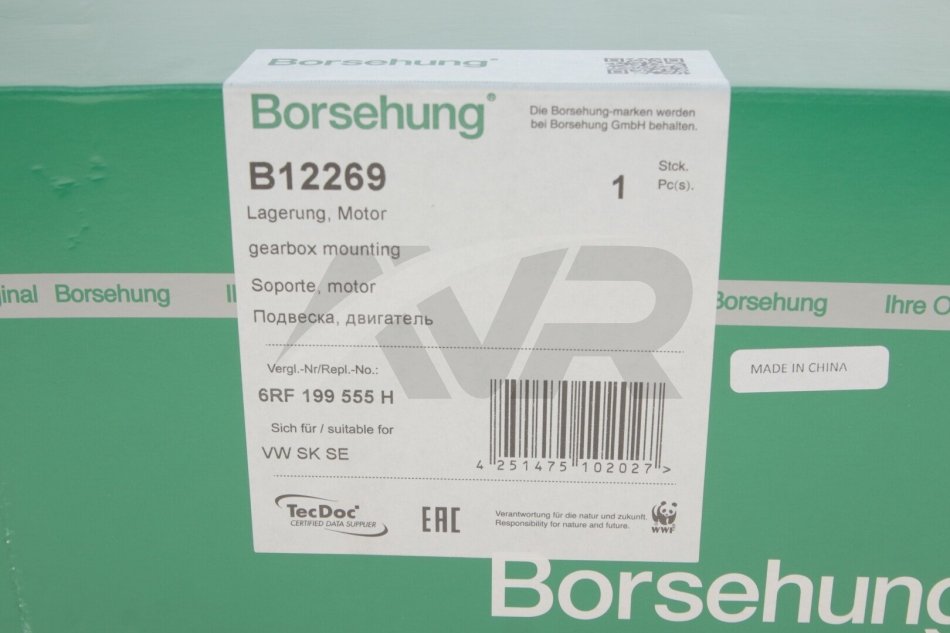 Borsehung®
Borsehung®
Die Borsehung-marken werden
bei Borsehung GmbH behalten.
B12269
1
Stck.
Pc(s).
Lagerung, Motor
gearbox mounting
Soporte, motor
Подвеска, двигатель
inal Borsehung
Borsehung Ihre O
AVR
MADE IN CHINA
Vergl.-Nr/Repl.-No.:
6RF 199 555 H
Sich für / suitable for
VW SK SE
4 251475 102027 >
TecDoc®
CERTIFIED DATA SUPPLIER
EAC
Verantwortung für die natur und zukunft.
Responsibility for nature and future.
WWF
Borsehung